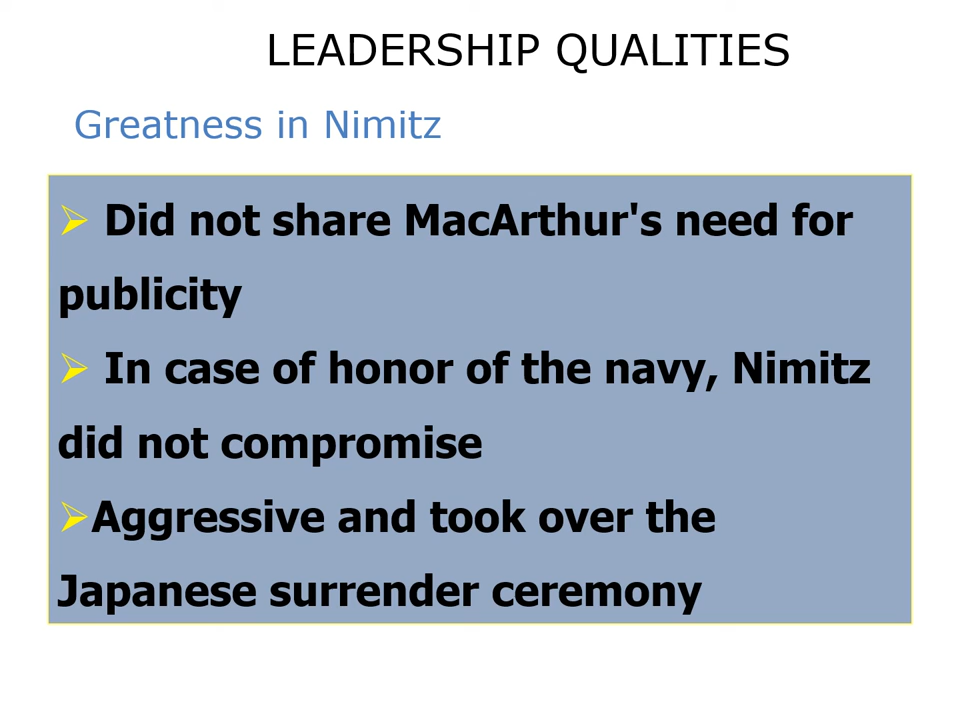 LEADERSHIP QUALITIES
Greatness in Nimitz
➢ Did not share MacArthur's need for
publicity
➢ In case of honor of the navy, Nimitz
did not compromise
➢Aggressive and took over the
Japanese surrender ceremony